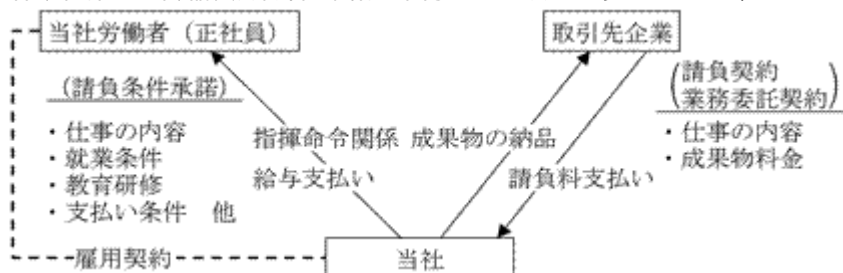 当社労働者（正社員）
取引先企業
(請負条件承諾)
・仕事の内容
・就業条件
・教育研修
・支払い条件　他
指揮命令関係
給与支払い
成果物の納品
請負料支払い
(請負契約
業務委託契約)
・仕事の内容
・成果物料金
雇用契約
当社